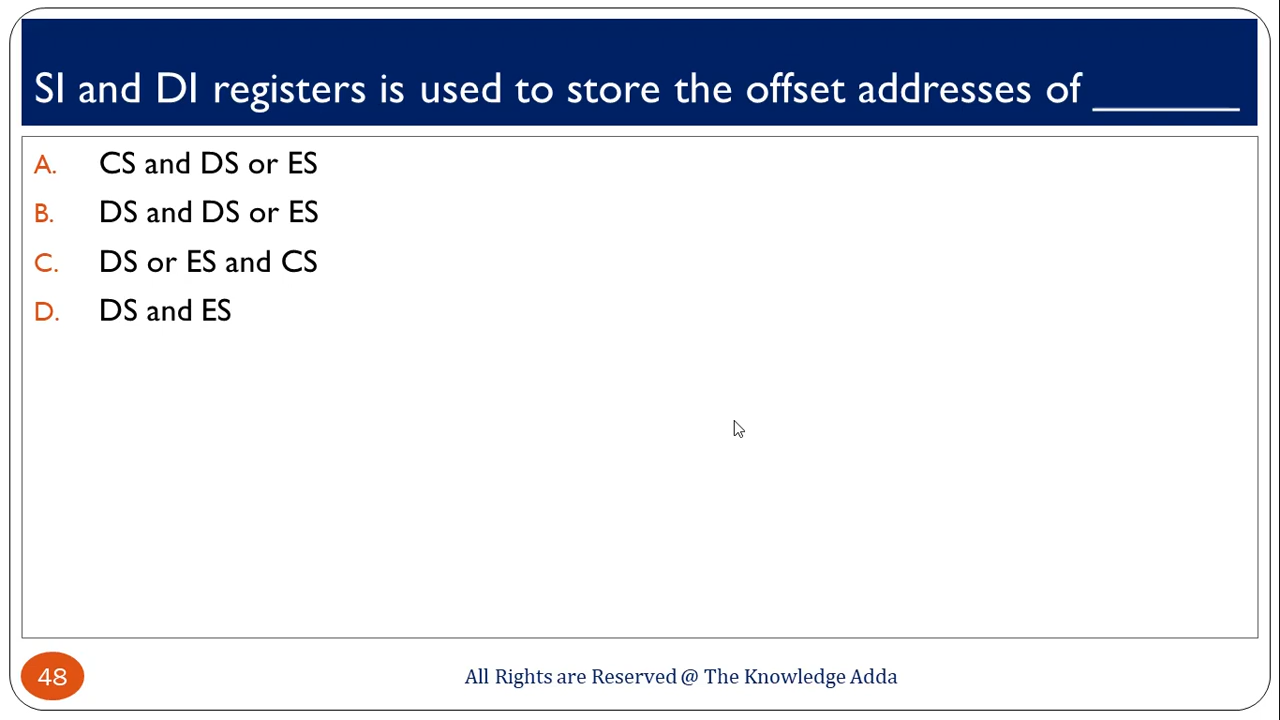 SI and DI registers is used to store the offset addresses of ________
A. CS and DS or ES
B. DS and DS or ES
C. DS or ES and CS
D. DS and ES
48
All Rights are Reserved @ The Knowledge Adda